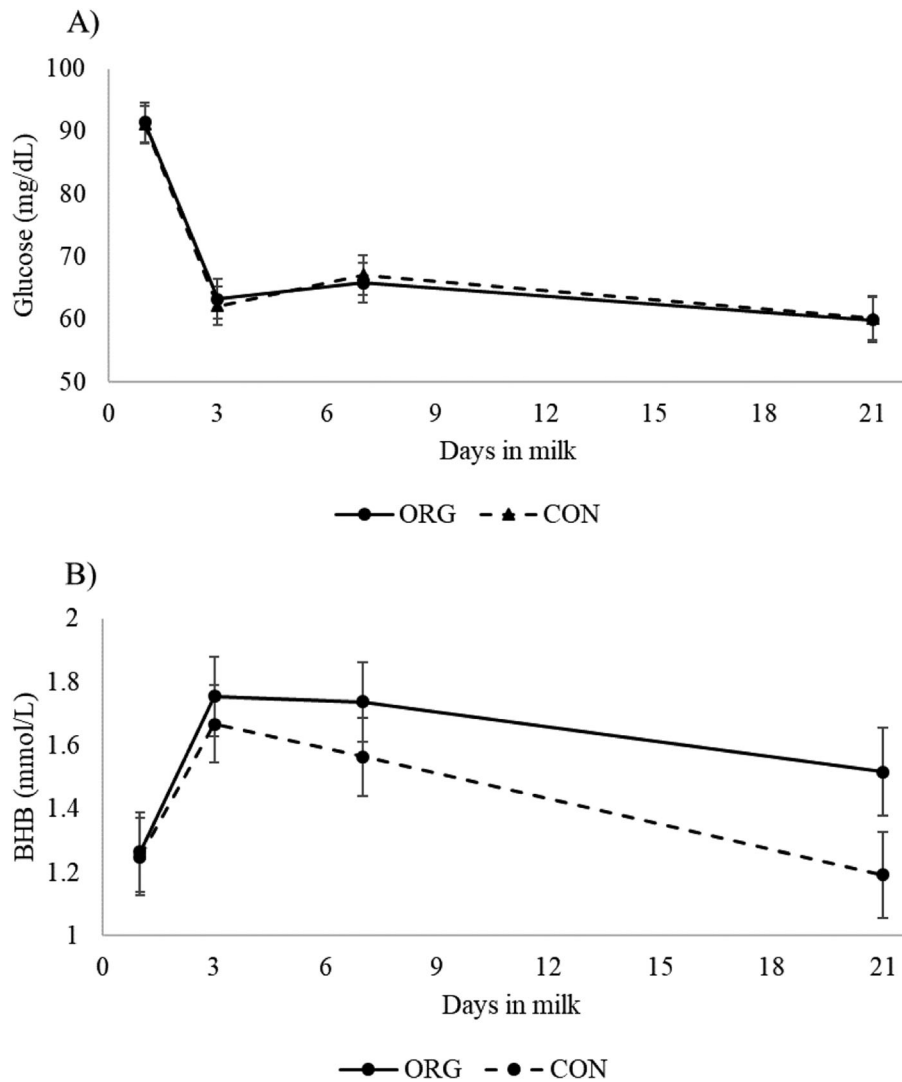 A)
Glucose (mg/dL)
100
90
80
70
60
50
0 3 6 9 12 15 18 21
Days in milk
ORG CON
B)
BHB (mmol/L)
2
1.8
1.6
1.4
1.2
1
0 3 6 9 12 15 18 21
Days in milk
ORG CON